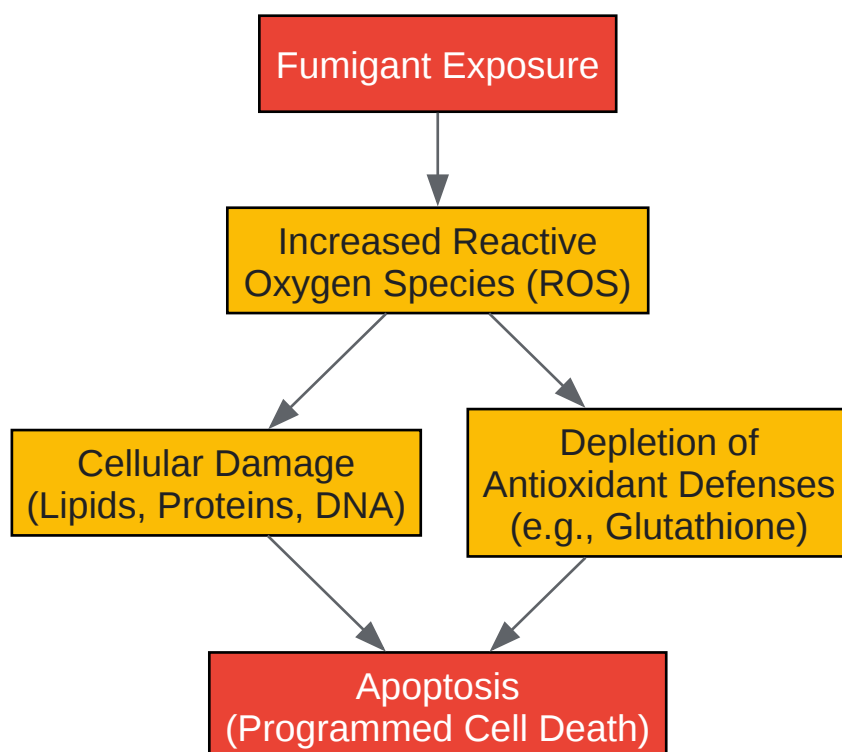 Fumigant Exposure
Increased Reactive
Oxygen Species (ROS)
Cellular Damage
(Lipids, Proteins, DNA)
Depletion of
Antioxidant Defenses
(e.g., Glutathione)
Apoptosis
(Programmed Cell Death)